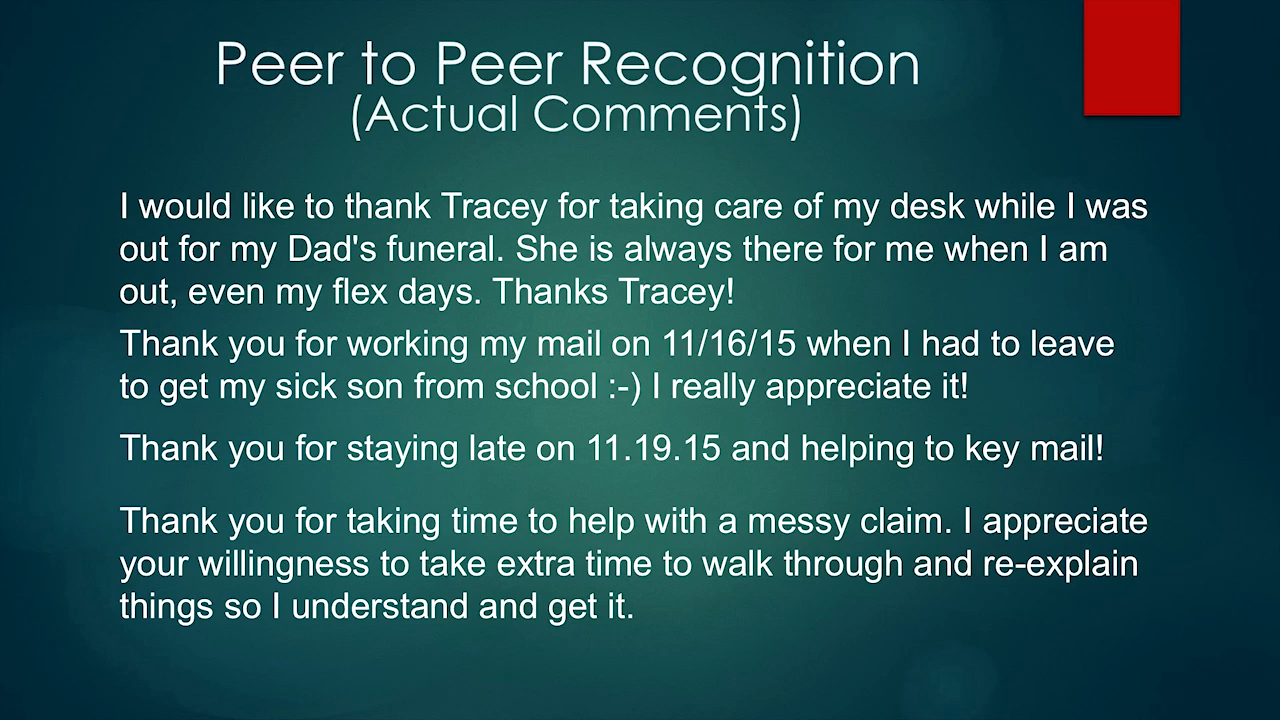 Peer to Peer Recognition
(Actual Comments)
I would like to thank Tracey for taking care of my desk while I was
out for my Dad's funeral. She is always there for me when I am
out, even my flex days. Thanks Tracey!
Thank you for working my mail on 11/16/15 when I had to leave
to get my sick son from school :-) I really appreciate it!
Thank you for staying late on 11.19.15 and helping to key mail!
Thank you for taking time to help with a messy claim. I appreciate
your willingness to take extra time to walk through and re-explain
things so I understand and get it.